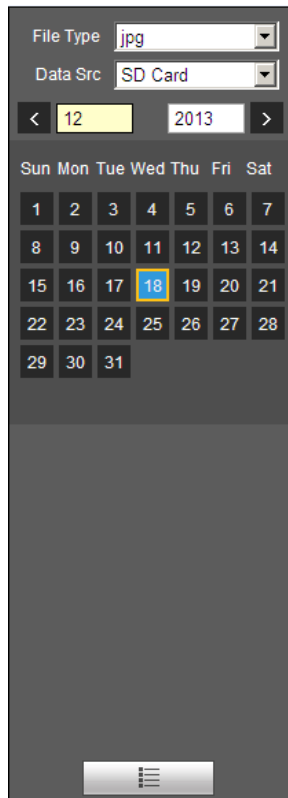 File Type jpg
Data Src SD Card
< 12 2013 >
Sun Mon Tue Wed Thu Fri Sat
1 2 3 4 5 6 7
8 9 10 11 12 13 14
15 16 17 18 19 20 21
22 23 24 25 26 27 28
29 30 31